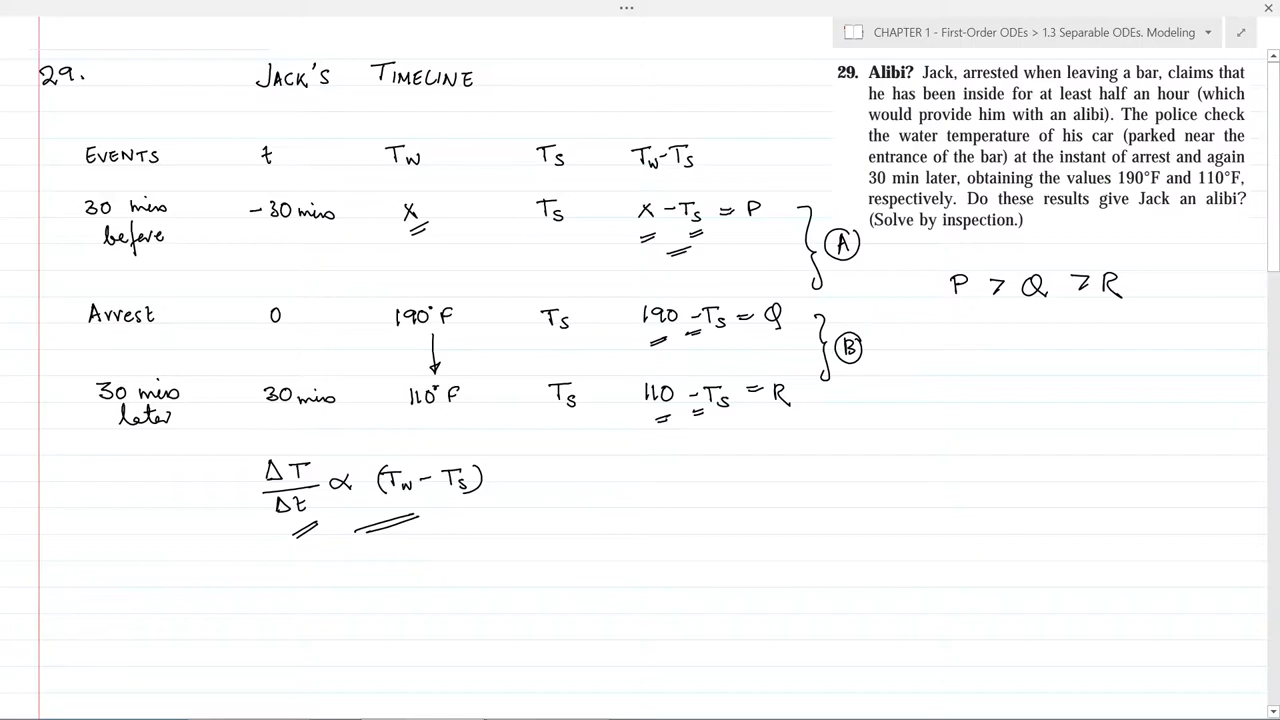 CHAPTER 1 - First-Order ODEs > 1.3 Separable ODEs. Modeling
29. JACK'S TIMELINE
EVENTS t Tw Ts Tw-Ts
30 mins before -30 mins x Ts x - Ts = P
A
Arrest 0 190°F Ts 190 - Ts = Q
B
30 mins later 30 mins 110°F Ts 110 - Ts = R
ΔT/Δt ∝ (Tw - Ts)
29. Alibi? Jack, arrested when leaving a bar, claims that
he has been inside for at least half an hour (which
would provide him with an alibi). The police check
the water temperature of his car (parked near the
entrance of the bar) at the instant of arrest and again
30 min later, obtaining the values 190°F and 110°F,
respectively. Do these results give Jack an alibi?
(Solve by inspection.)
P > Q > R